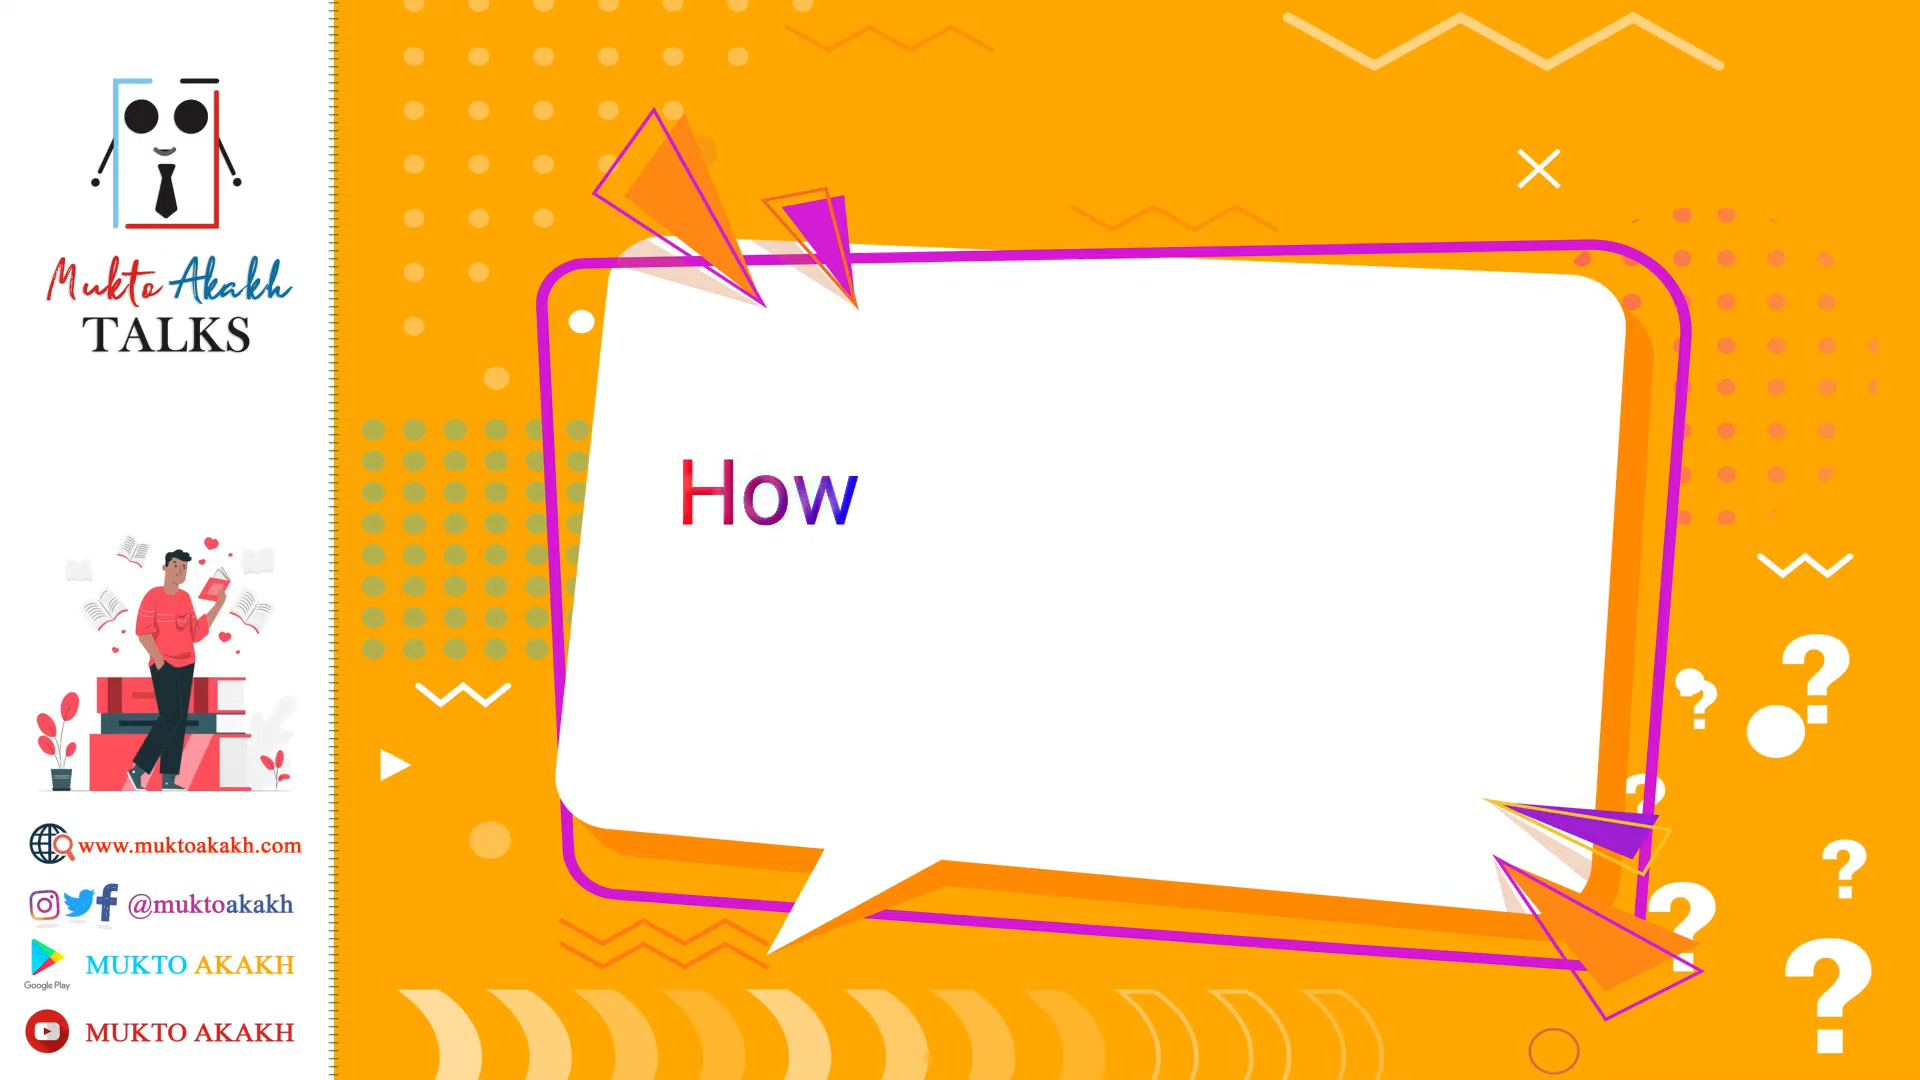 Mukto Akakh
TALKS
www.muktoakakh.com
@muktoakakh
Google Play
MUKTO AKAKH
MUKTO AKAKH
How
?
?
?
?
?
?